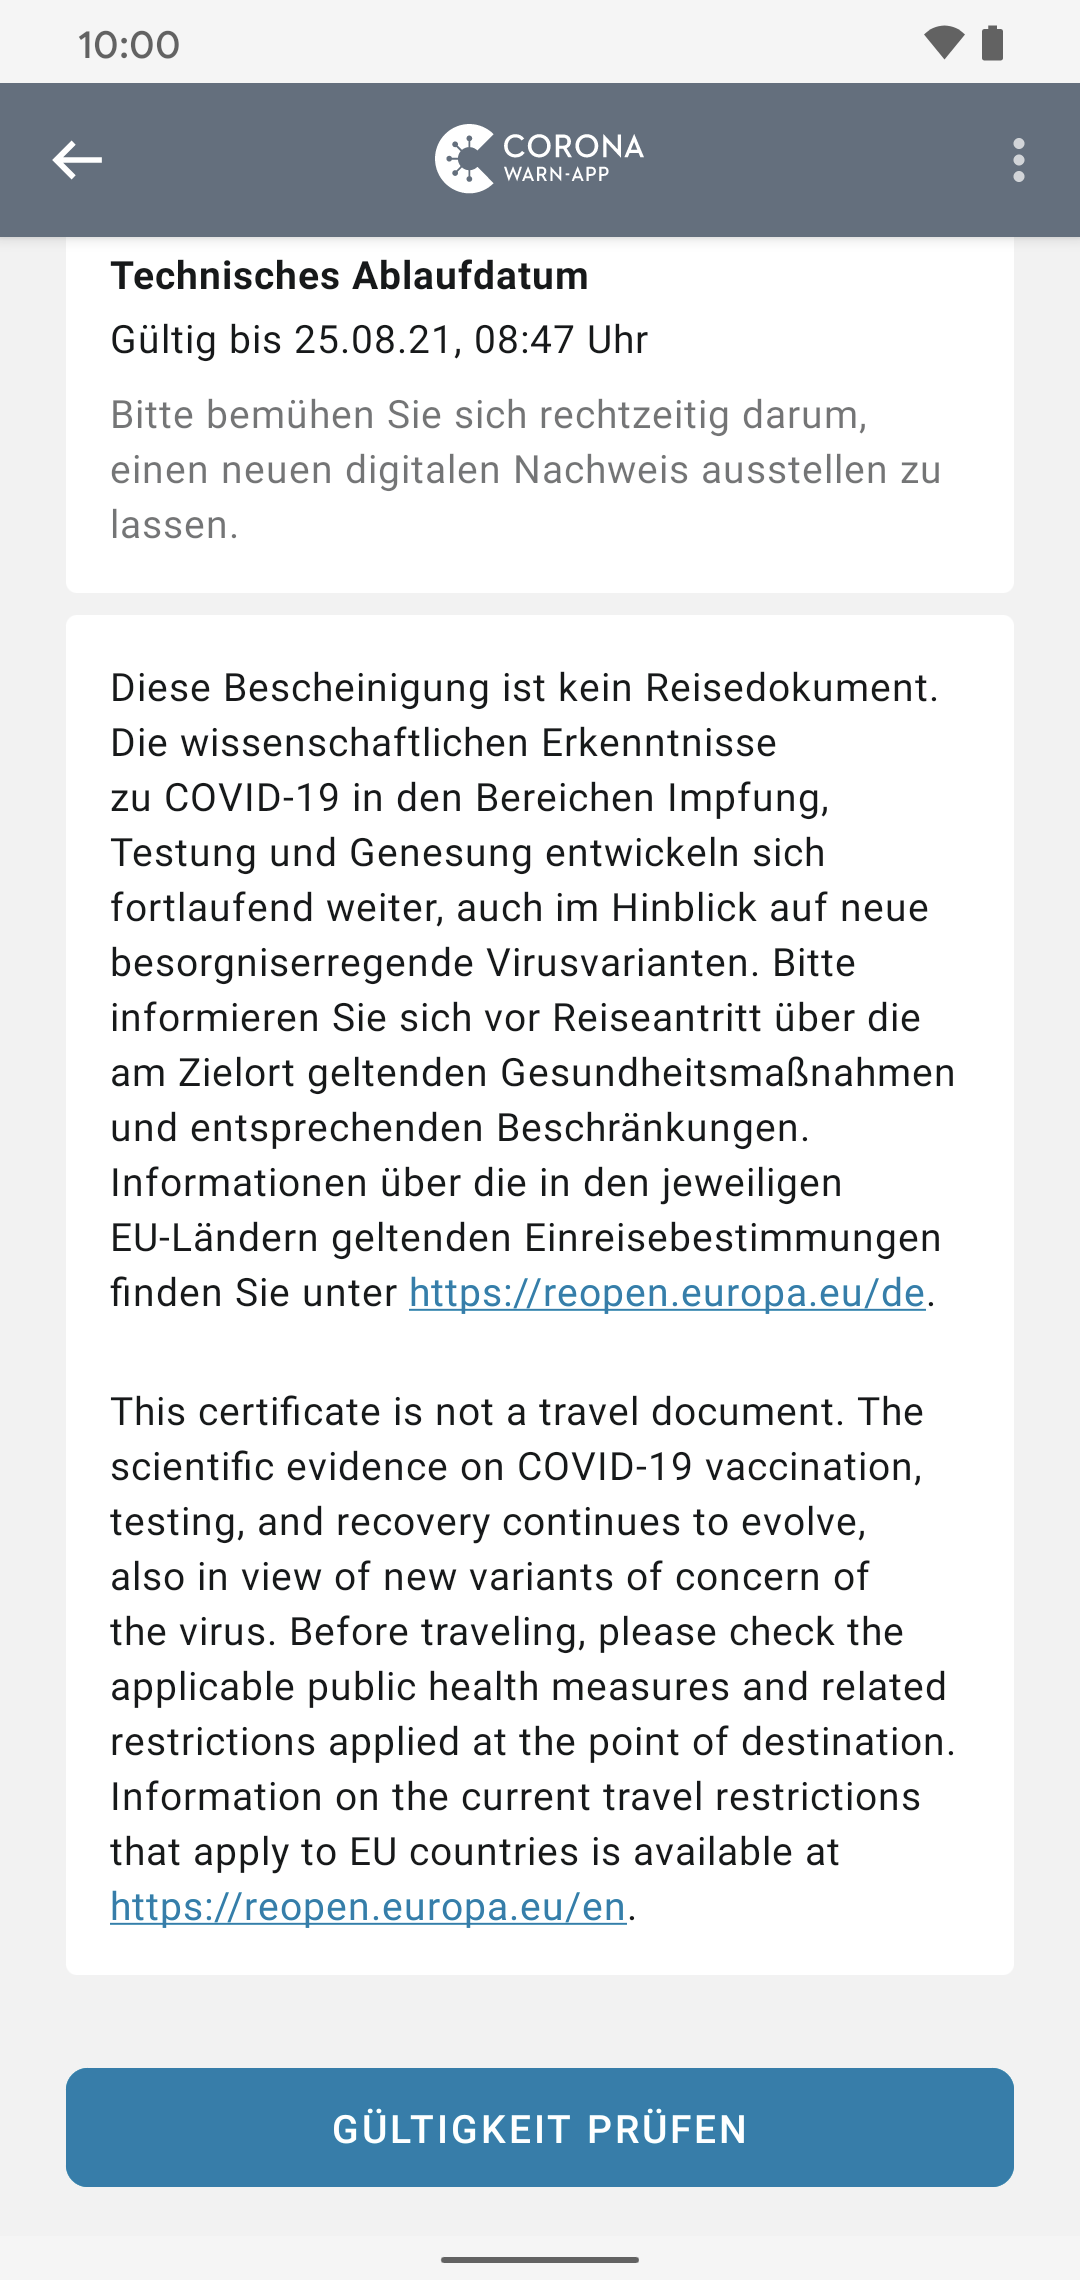 10:00
CORONA
WARN-APP
Technisches Ablaufdatum
Gültig bis 25.08.21, 08:47 Uhr
Bitte bemühen Sie sich rechtzeitig darum,
einen neuen digitalen Nachweis ausstellen zu
lassen.
Diese Bescheinigung ist kein Reisedokument.
Die wissenschaftlichen Erkenntnisse
zu COVID-19 in den Bereichen Impfung,
Testung und Genesung entwickeln sich
fortlaufend weiter, auch im Hinblick auf neue
besorgniserregende Virusvarianten. Bitte
informieren Sie sich vor Reiseantritt über die
am Zielort geltenden Gesundheitsmaßnahmen
und entsprechenden Beschränkungen.
Informationen über die in den jeweiligen
EU-Ländern geltenden Einreisebestimmungen
finden Sie unter https://reopen.europa.eu/de.
This certificate is not a travel document. The
scientific evidence on COVID-19 vaccination,
testing, and recovery continues to evolve,
also in view of new variants of concern of
the virus. Before traveling, please check the
applicable public health measures and related
restrictions applied at the point of destination.
Information on the current travel restrictions
that apply to EU countries is available at
https://reopen.europa.eu/en.
GÜLTIGKEIT PRÜFEN